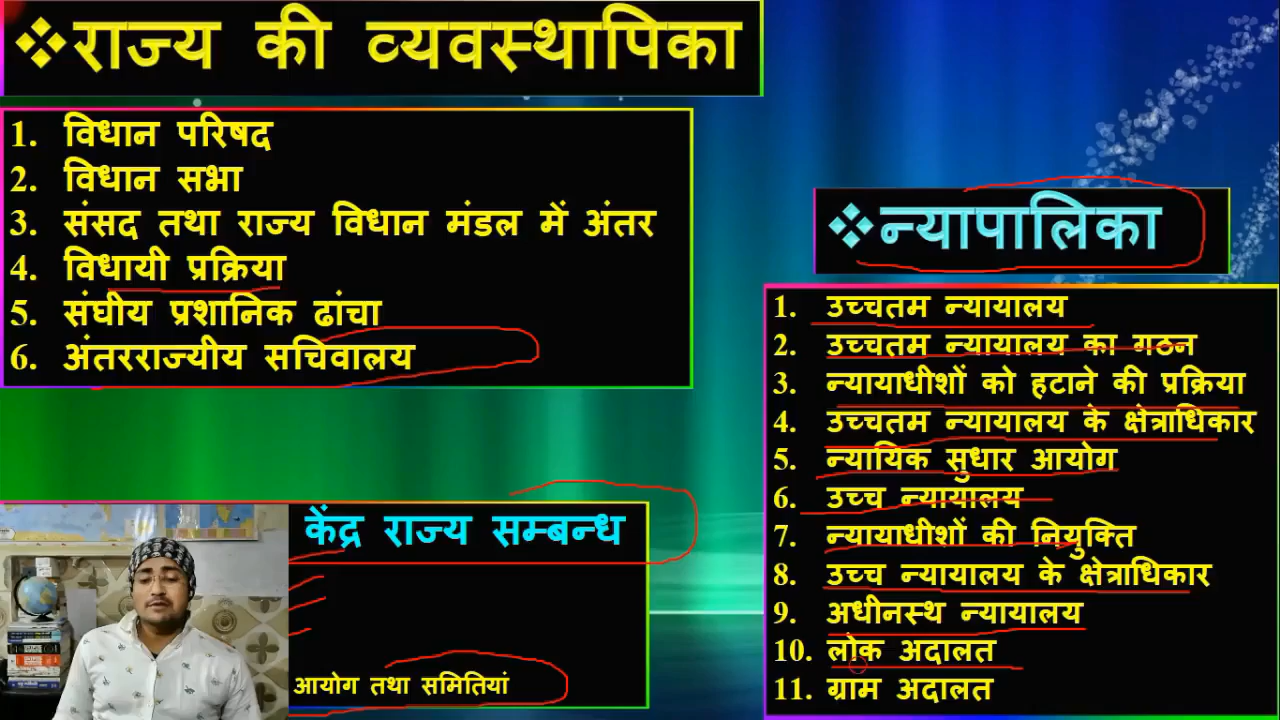 ❖राज्य की व्यवस्थापिका
1. विधान परिषद
2. विधान सभा
3. संसद तथा राज्य विधान मंडल में अंतर
4. विधायी प्रक्रिया
5. संघीय प्रशानिक ढांचा
6. अंतरराज्यीय सचिवालय
केंद्र राज्य सम्बन्ध
आयोग तथा समितियां
❖न्यापालिका
1. उच्चतम न्यायालय
2. उच्चतम न्यायालय का गठन
3. न्यायाधीशों को हटाने की प्रक्रिया
4. उच्चतम न्यायालय के क्षेत्राधिकार
5. न्यायिक सुधार आयोग
6. उच्च न्यायालय
7. न्यायाधीशों की नियुक्ति
8. उच्च न्यायालय के क्षेत्राधिकार
9. अधीनस्थ न्यायालय
10. लोक अदालत
11. ग्राम अदालत